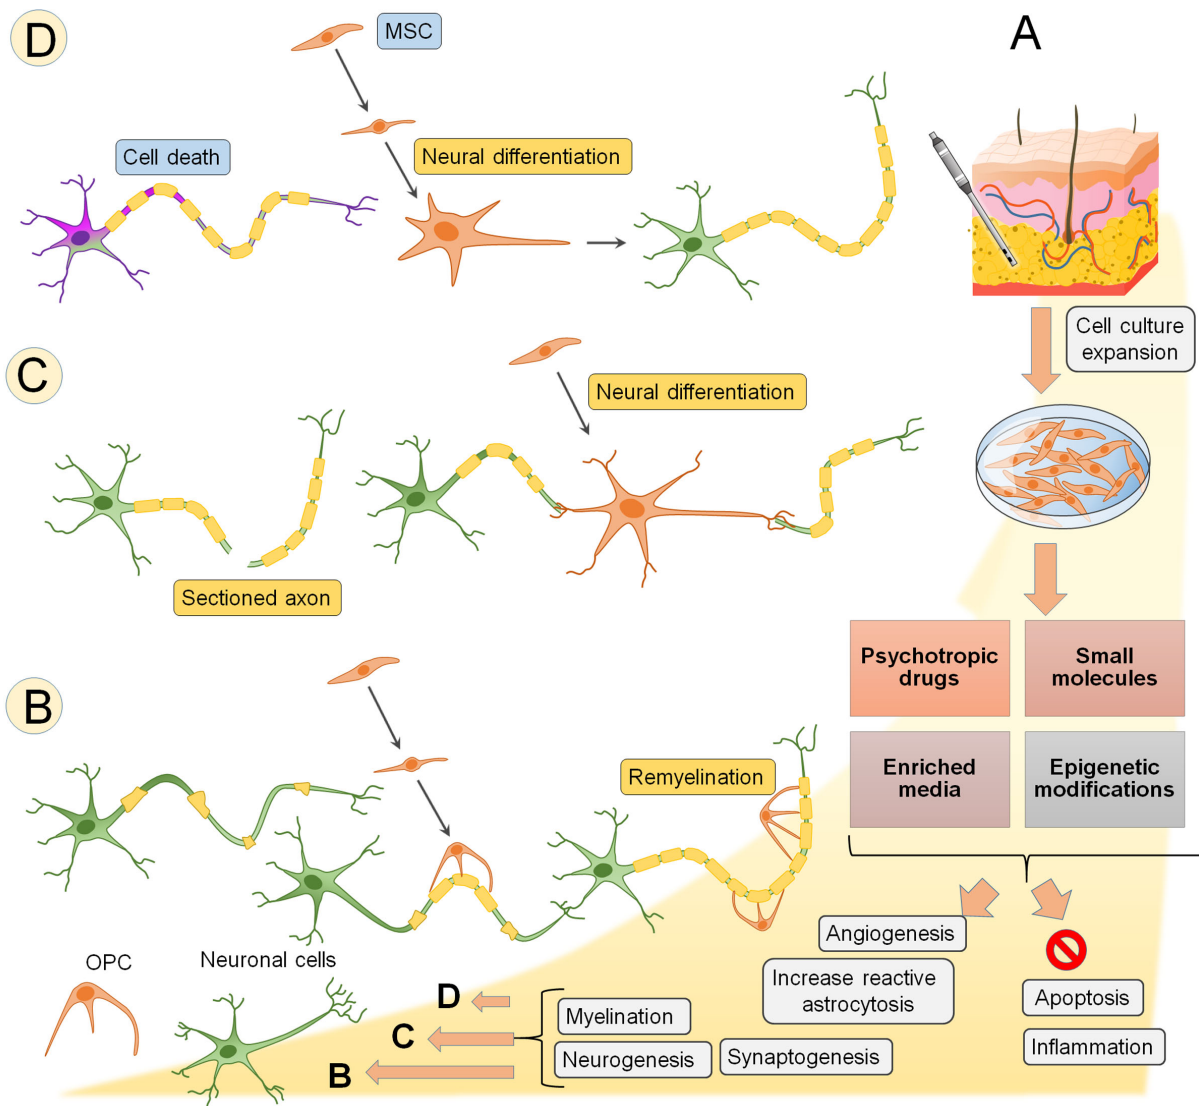 D
MSC
Cell death
Neural differentiation
A
Cell culture
expansion
C
Neural differentiation
Sectioned axon
Psychotropic
drugs
Small
molecules
Enriched
media
Epigenetic
modifications
B
Remyelination
OPC
Neuronal cells
Angiogenesis
Increase reactive
astrocytosis
Apoptosis
Inflammation
D
C
B
Myelination
Neurogenesis
Synaptogenesis